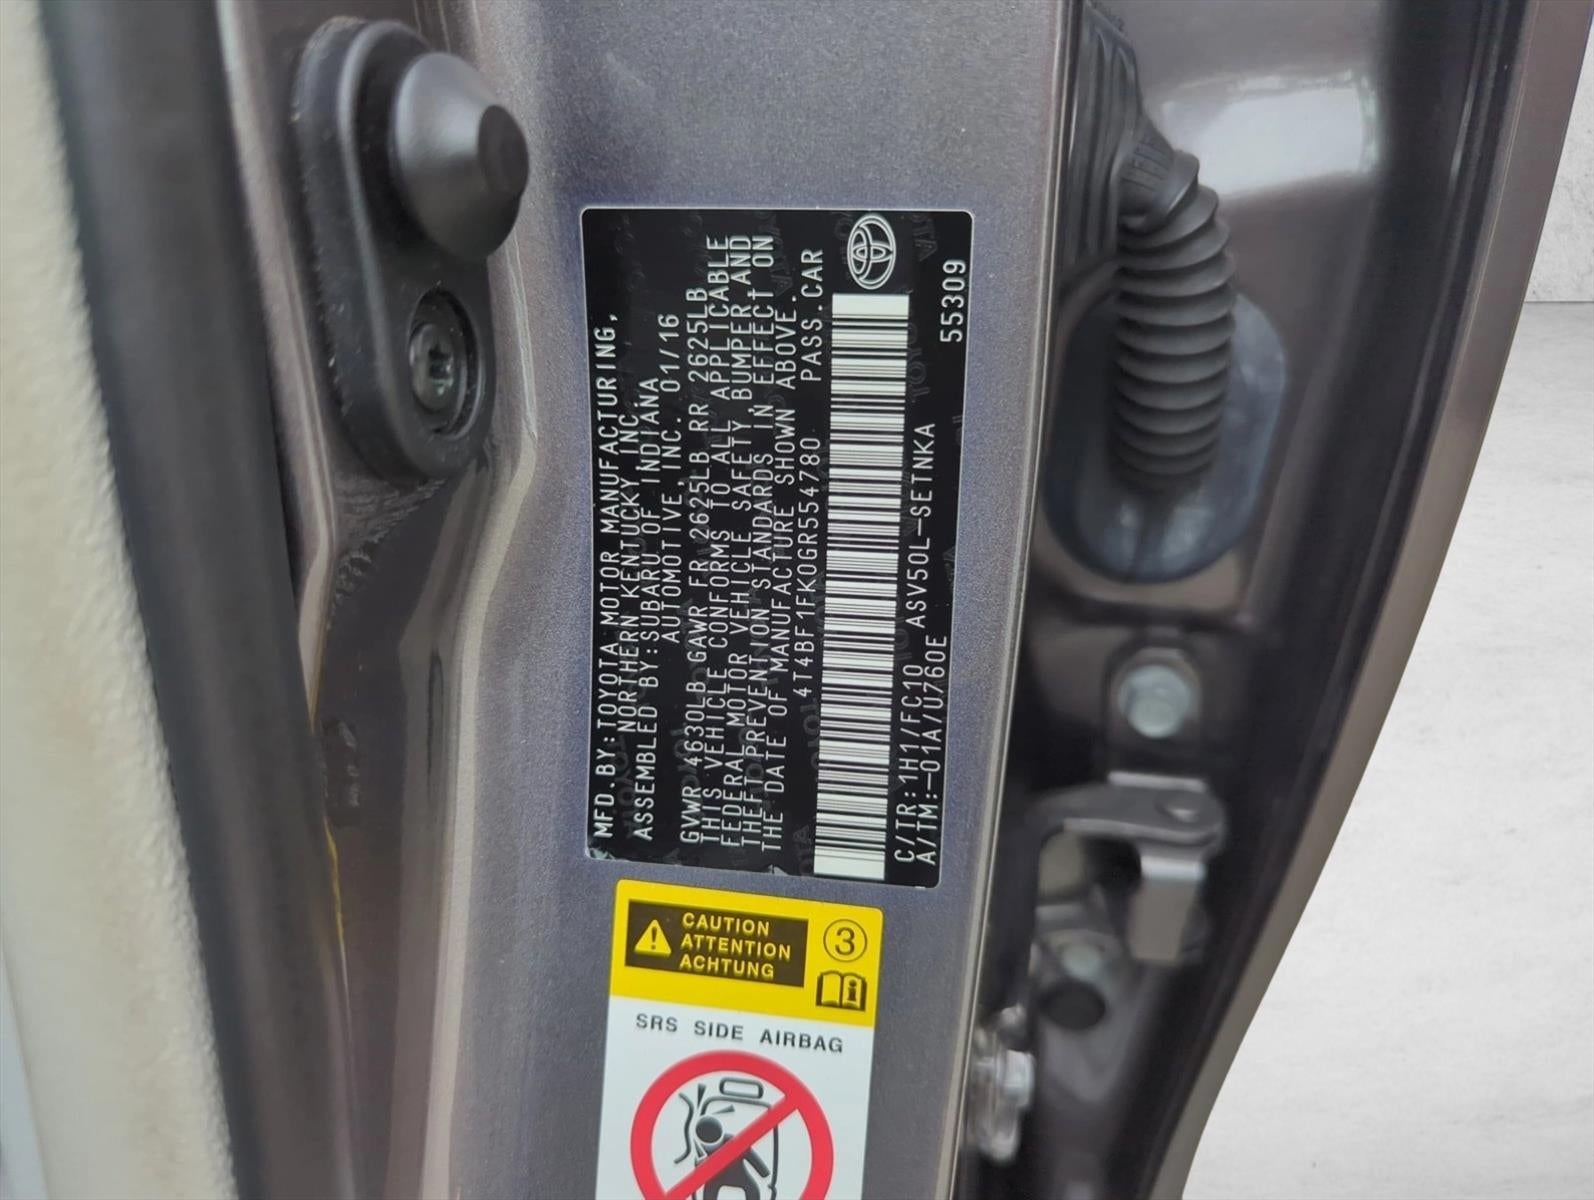 MFD.BY:TOYOTA MOTOR MANUFACTURING,
NORTHERN KENTUCKY INC.
ASSEMBLED BY:SUBARU OF INDIANA
AUTOMOTIVE,INC. 01/16
GVWR 4630LB GAWR FR 2625LB RR 2625LB
THIS VEHICLE CONFORMS TO ALL APPLICABLE
FEDERAL MOTOR VEHICLE SAFETY,BUMPER,AND
THEFT PREVENTION STANDARDS IN EFFECT ON
THE DATE OF MANUFACTURE SHOWN ABOVE.
4T4BF1FK0GR554780 PASS.CAR
C/TR:1H1/FC10 ASV50L-SETNKA
A/TM:-01A/U760E 55309
CAUTION
ATTENTION
ACHTUNG
3
SRS SIDE AIRBAG